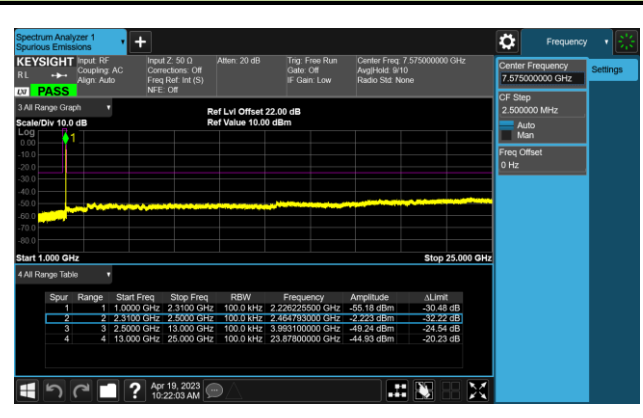 Spectrum Analyzer 1
Spurious Emissions
Frequency
KEYSIGHT
RL
PASS
Input: RF
Coupling: AC
Align: Auto
Input Z: 50 Ω
Corrections: Off
Freq Ref: Int (S)
NFE: Off
Atten: 20 dB
Trig: Free Run
Gate: Off
IF Gain: Low
Center Freq: 7.575000000 GHz
Avg|Hold: 9/10
Radio Std: None
Center Frequency
7.575000000 GHz
Settings
CF Step
2.500000 MHz
Auto
Man
Freq Offset
0 Hz
3 All Range Graph
Scale/Div 10.0 dB
Ref Lvl Offset 22.00 dB
Ref Value 10.00 dBm
Log
0.00
-10.0
-20.0
-30.0
-40.0
-50.0
-60.0
-70.0
-80.0
1
Start 1.000 GHz
Stop 25.000 GHz
4 All Range Table
Spur Range Start Freq Stop Freq RBW Frequency Amplitude ΔLimit
1 1 1.0000 GHz 2.3100 GHz 100.0 kHz 2.226225500 GHz -55.18 dBm -30.48 dB
2 2 2.3100 GHz 2.5000 GHz 100.0 kHz 2.464793000 GHz -2.223 dBm -32.22 dB
3 3 2.5000 GHz 13.000 GHz 100.0 kHz 3.993100000 GHz -49.24 dBm -24.54 dB
4 4 13.000 GHz 25.000 GHz 100.0 kHz 23.87800000 GHz -44.93 dBm -20.23 dB
?
Apr 19, 2023
10:22:03 AM